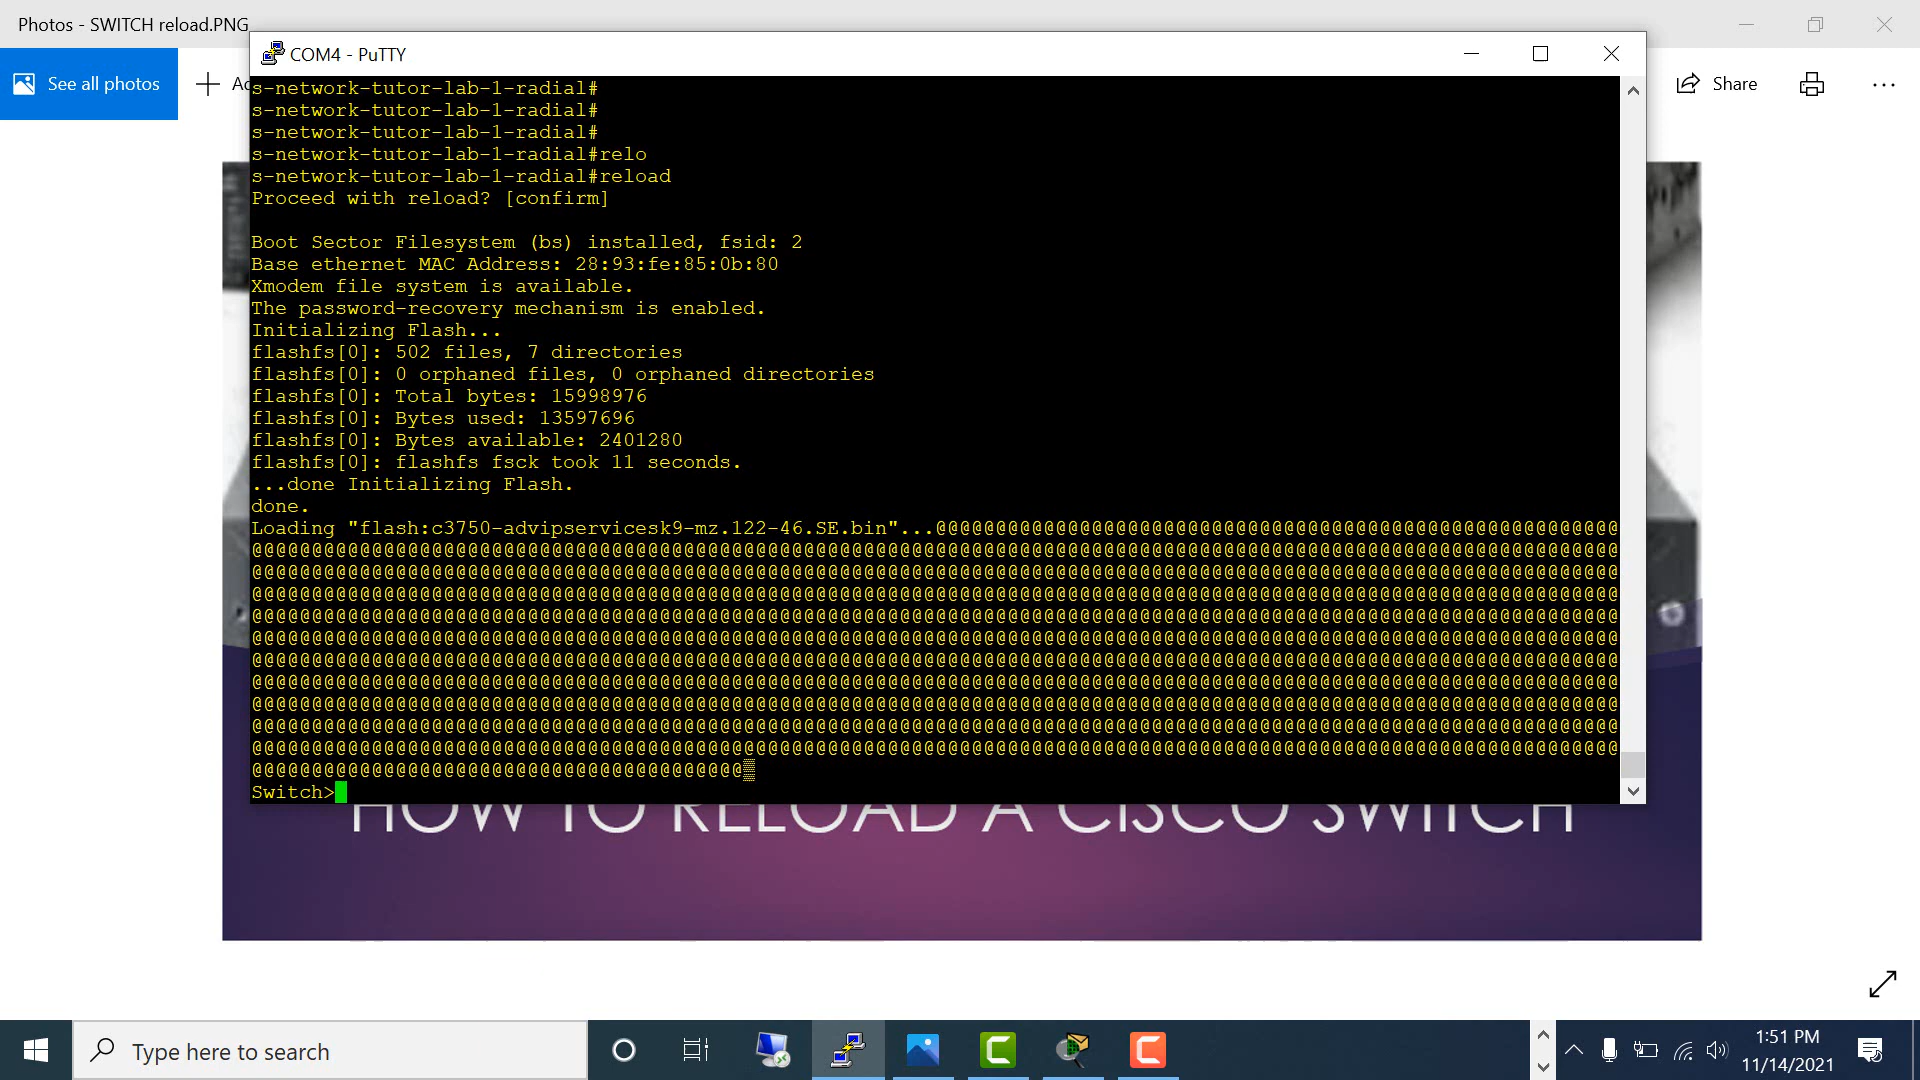 Photos - SWITCH reload.PNG
COM4 - PuTTY
See all photos
Share
s-network-tutor-lab-1-radial#
s-network-tutor-lab-1-radial#
s-network-tutor-lab-1-radial#
s-network-tutor-lab-1-radial#relo
s-network-tutor-lab-1-radial#reload
Proceed with reload? [confirm]
Boot Sector Filesystem (bs) installed, fsid: 2
Base ethernet MAC Address: 28:93:fe:85:0b:80
Xmodem file system is available.
The password-recovery mechanism is enabled.
Initializing Flash...
flashfs[0]: 502 files, 7 directories
flashfs[0]: 0 orphaned files, 0 orphaned directories
flashfs[0]: Total bytes: 15998976
flashfs[0]: Bytes used: 13597696
flashfs[0]: Bytes available: 2401280
flashfs[0]: flashfs fsck took 11 seconds.
...done Initializing Flash.
done.
Loading "flash:c3750-advipservicesk9-mz.122-46.SE.bin"...
Switch>
HOW TO RELOAD A CISCO SWITCH
Type here to search
1:51 PM
11/14/2021